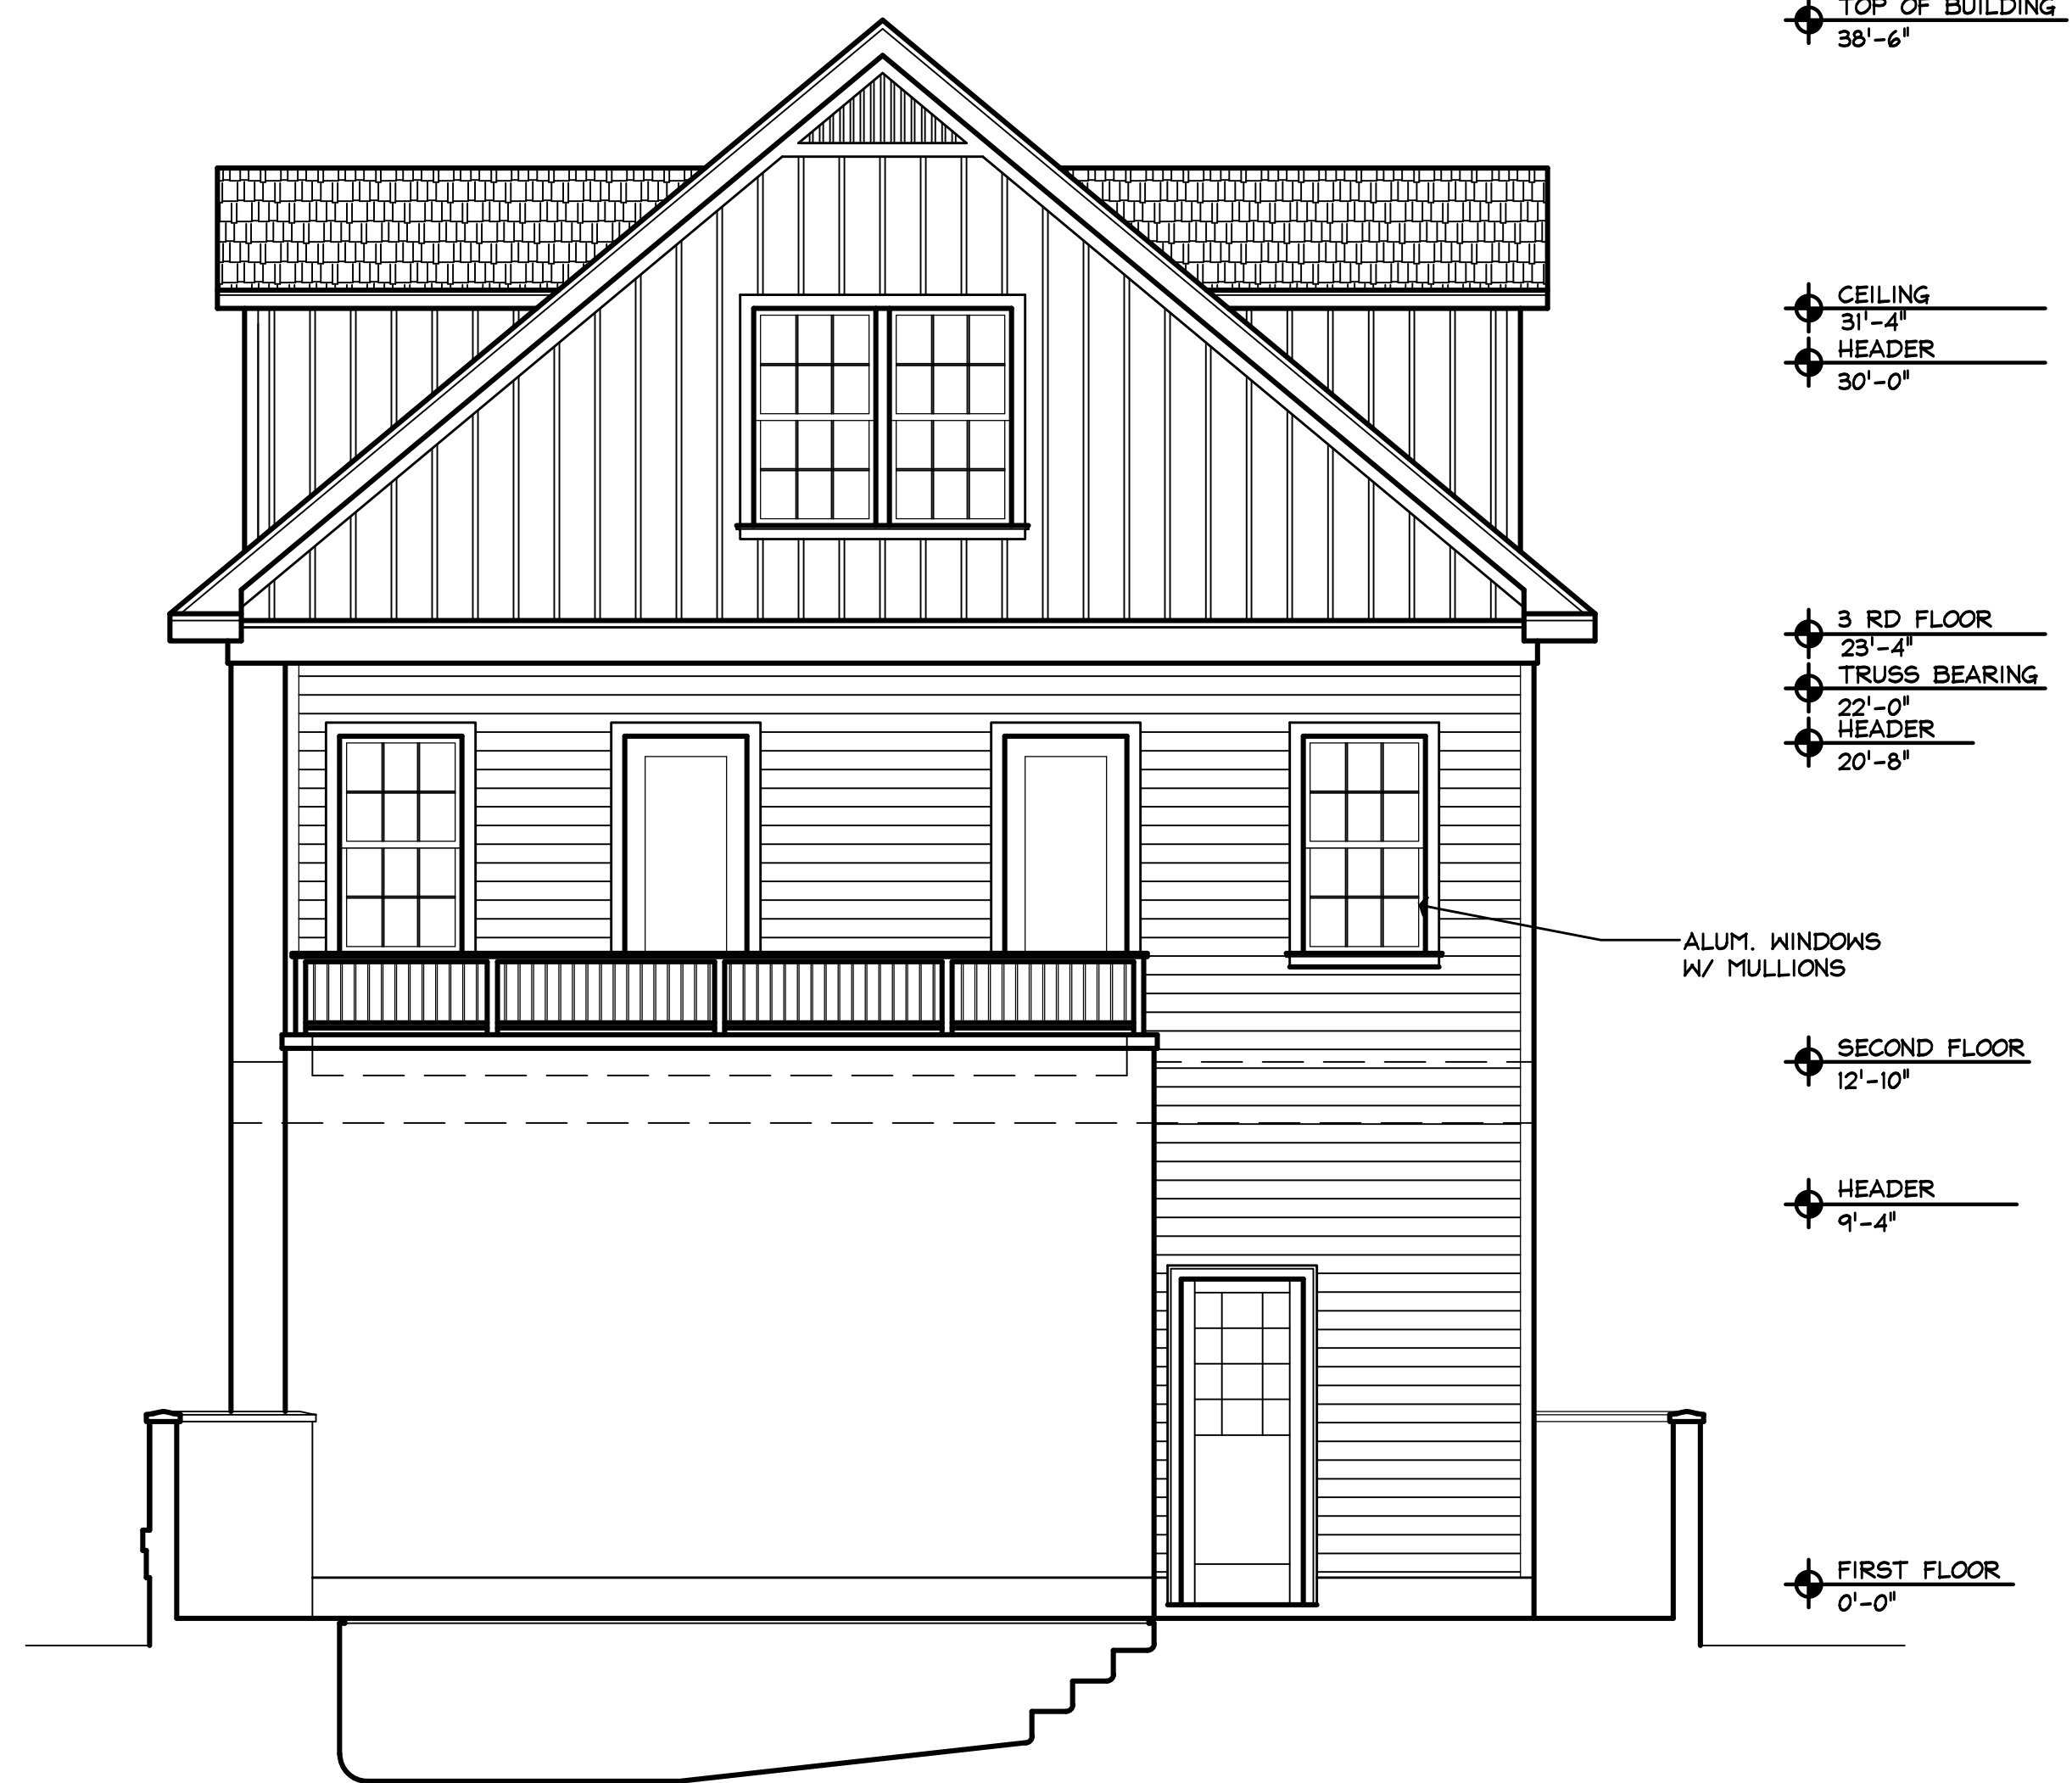 TOP OF BUILDING
38'-6"
CEILING
31'-4"
HEADER
30'-0"
3 RD FLOOR
23'-4"
TRUSS BEARING
22'-0"
HEADER
20'-8"
ALUM. WINDOWS
W/ MULLIONS
SECOND FLOOR
12'-10"
HEADER
9'-4"
FIRST FLOOR
0'-0"